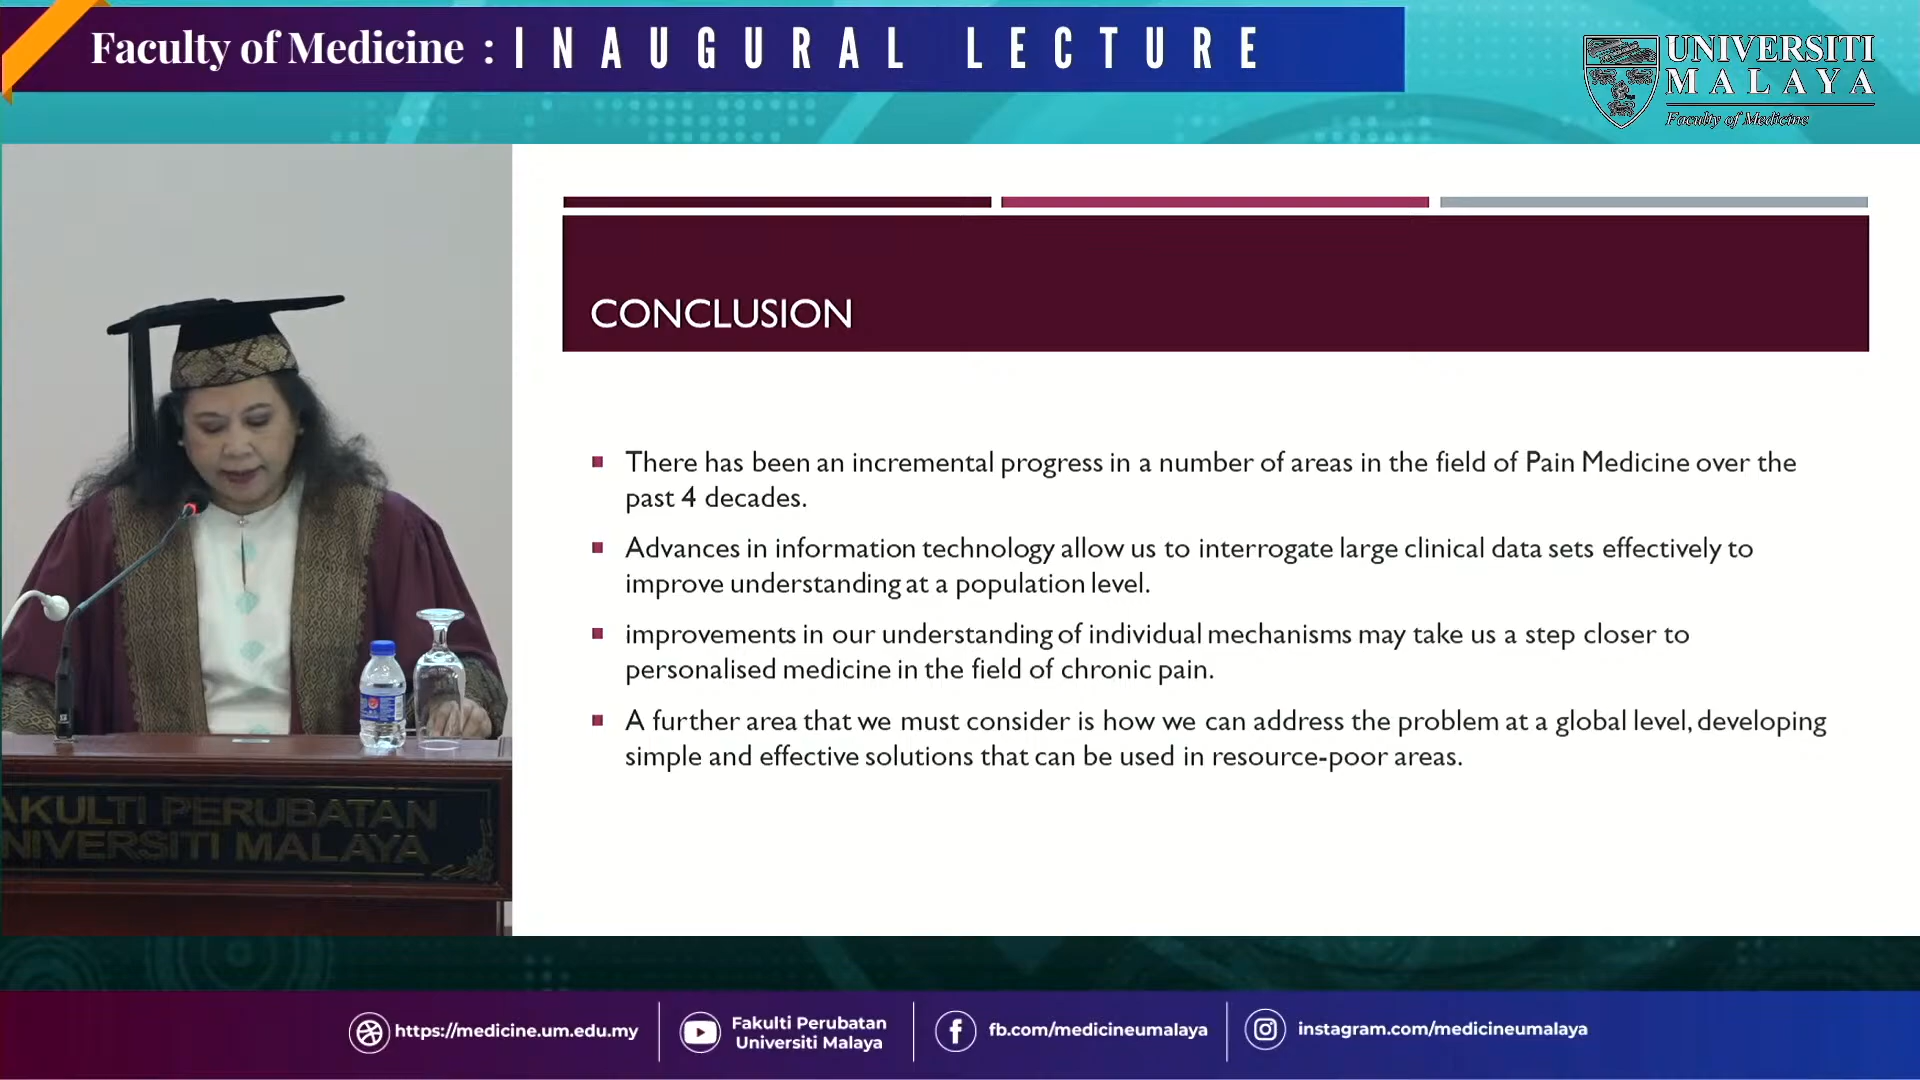 Faculty of Medicine : INAUGURAL LECTURE
UNIVERSITI
MALAYA
Faculty of Medicine
CONCLUSION
There has been an incremental progress in a number of areas in the field of Pain Medicine over the
past 4 decades.
Advances in information technology allow us to interrogate large clinical data sets effectively to
improve understanding at a population level.
improvements in our understanding of individual mechanisms may take us a step closer to
personalised medicine in the field of chronic pain.
A further area that we must consider is how we can address the problem at a global level, developing
simple and effective solutions that can be used in resource-poor areas.
AKULTI PERUBATAN
NIVERSITI MALAYA
https://medicine.um.edu.my
Fakulti Perubatan
Universiti Malaya
fb.com/medicineumalaya
instagram.com/medicineumalaya